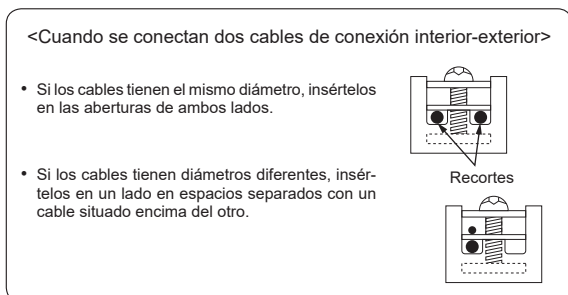 <Cuando se conectan dos cables de conexión interior-exterior>
• Si los cables tienen el mismo diámetro, insértelos
en las aberturas de ambos lados.
Recortes
• Si los cables tienen diámetros diferentes, insér-
telos en un lado en espacios separados con un
cable situado encima del otro.